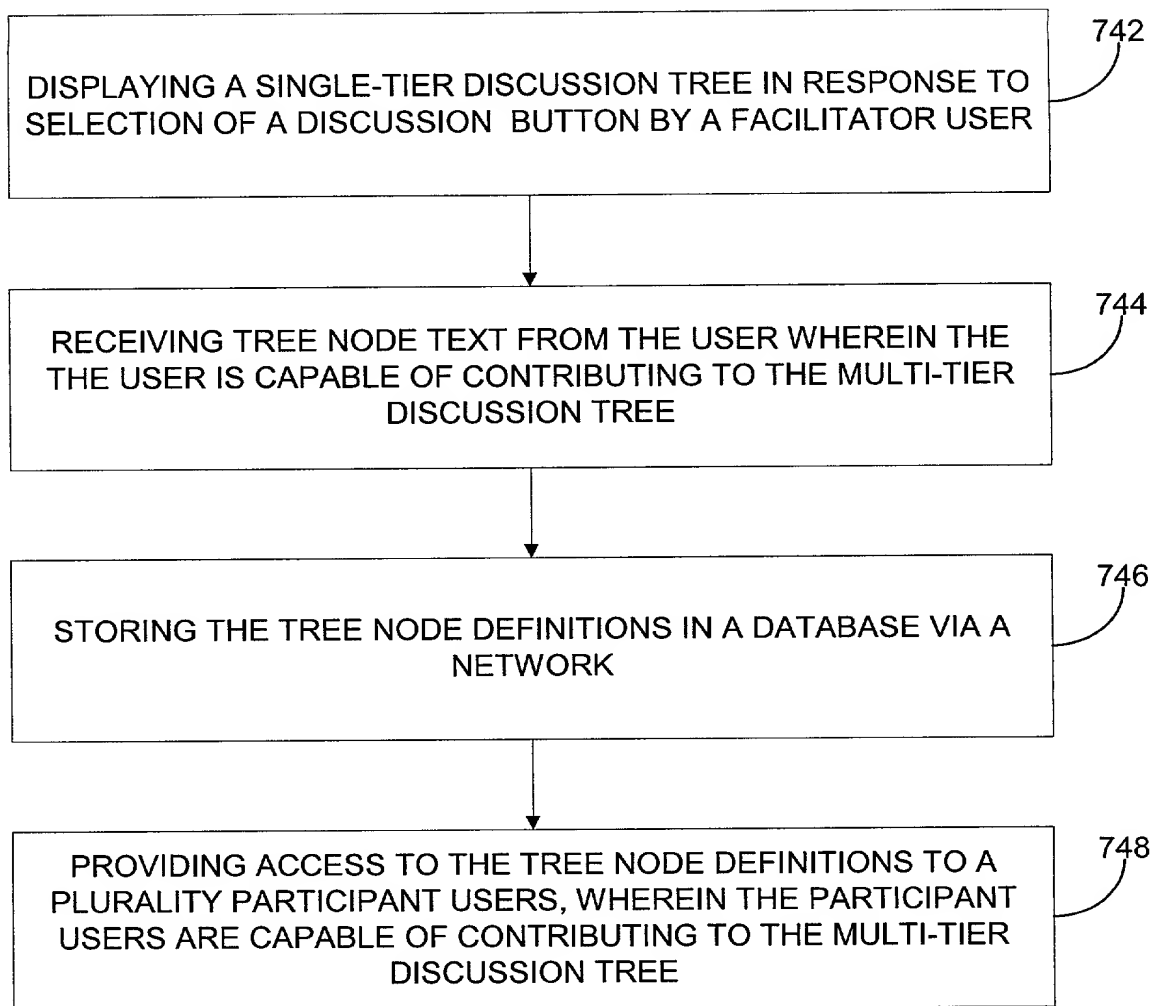 742
DISPLAYING A SINGLE-TIER DISCUSSION TREE IN RESPONSE TO
SELECTION OF A DISCUSSION BUTTON BY A FACILITATOR USER
744
RECEIVING TREE NODE TEXT FROM THE USER WHEREIN THE
THE USER IS CAPABLE OF CONTRIBUTING TO THE MULTI-TIER
DISCUSSION TREE
746
STORING THE TREE NODE DEFINITIONS IN A DATABASE VIA A
NETWORK
748
PROVIDING ACCESS TO THE TREE NODE DEFINITIONS TO A
PLURALITY PARTICIPANT USERS, WHEREIN THE PARTICIPANT
USERS ARE CAPABLE OF CONTRIBUTING TO THE MULTI-TIER
DISCUSSION TREE